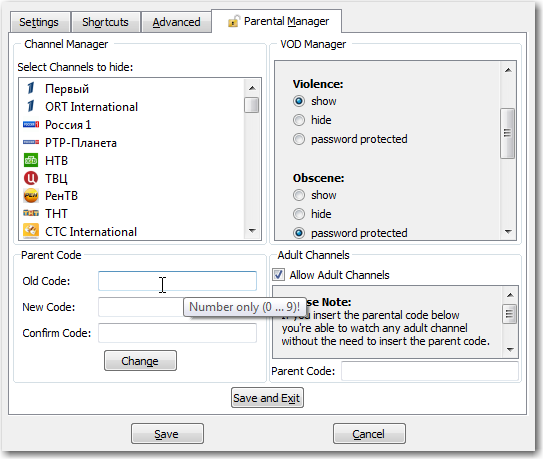 Settings
Shortcuts
Advanced
Parental Manager
Channel Manager
Select Channels to hide:
Первый
ORT International
Россия 1
РТР-Планета
НТВ
ТВЦ
РенТВ
ТНТ
СТС International
VOD Manager
Violence:
show
hide
password protected
Obscene:
show
hide
password protected
Parent Code
Old Code:
New Code:
Number only (0 ... 9)!
Confirm Code:
Change
Adult Channels
Allow Adult Channels
se Note:
If you insert the parental code below
you're able to watch any adult channel
without the need to insert the parent code.
Parent Code:
Save and Exit
Save
Cancel